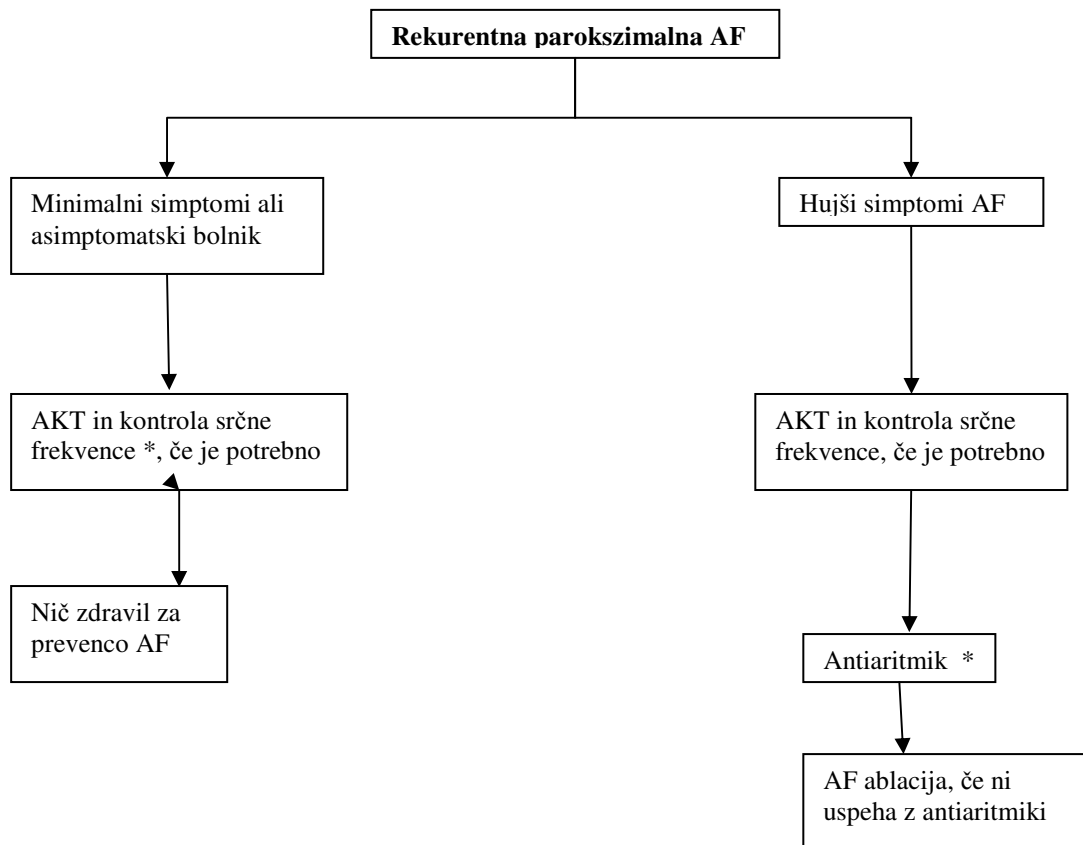 Rekurentna parokszimalna AF
Minimalni simptomi ali
asimptomatski bolnik
Hujši simptomi AF
AKT in kontrola srčne
frekvence *, če je potrebno
AKT in kontrola srčne
frekvence, če je potrebno
Nič zdravil za
prevenco AF
Antiaritmik *
AF ablacija, če ni
uspeha z antiaritmiki